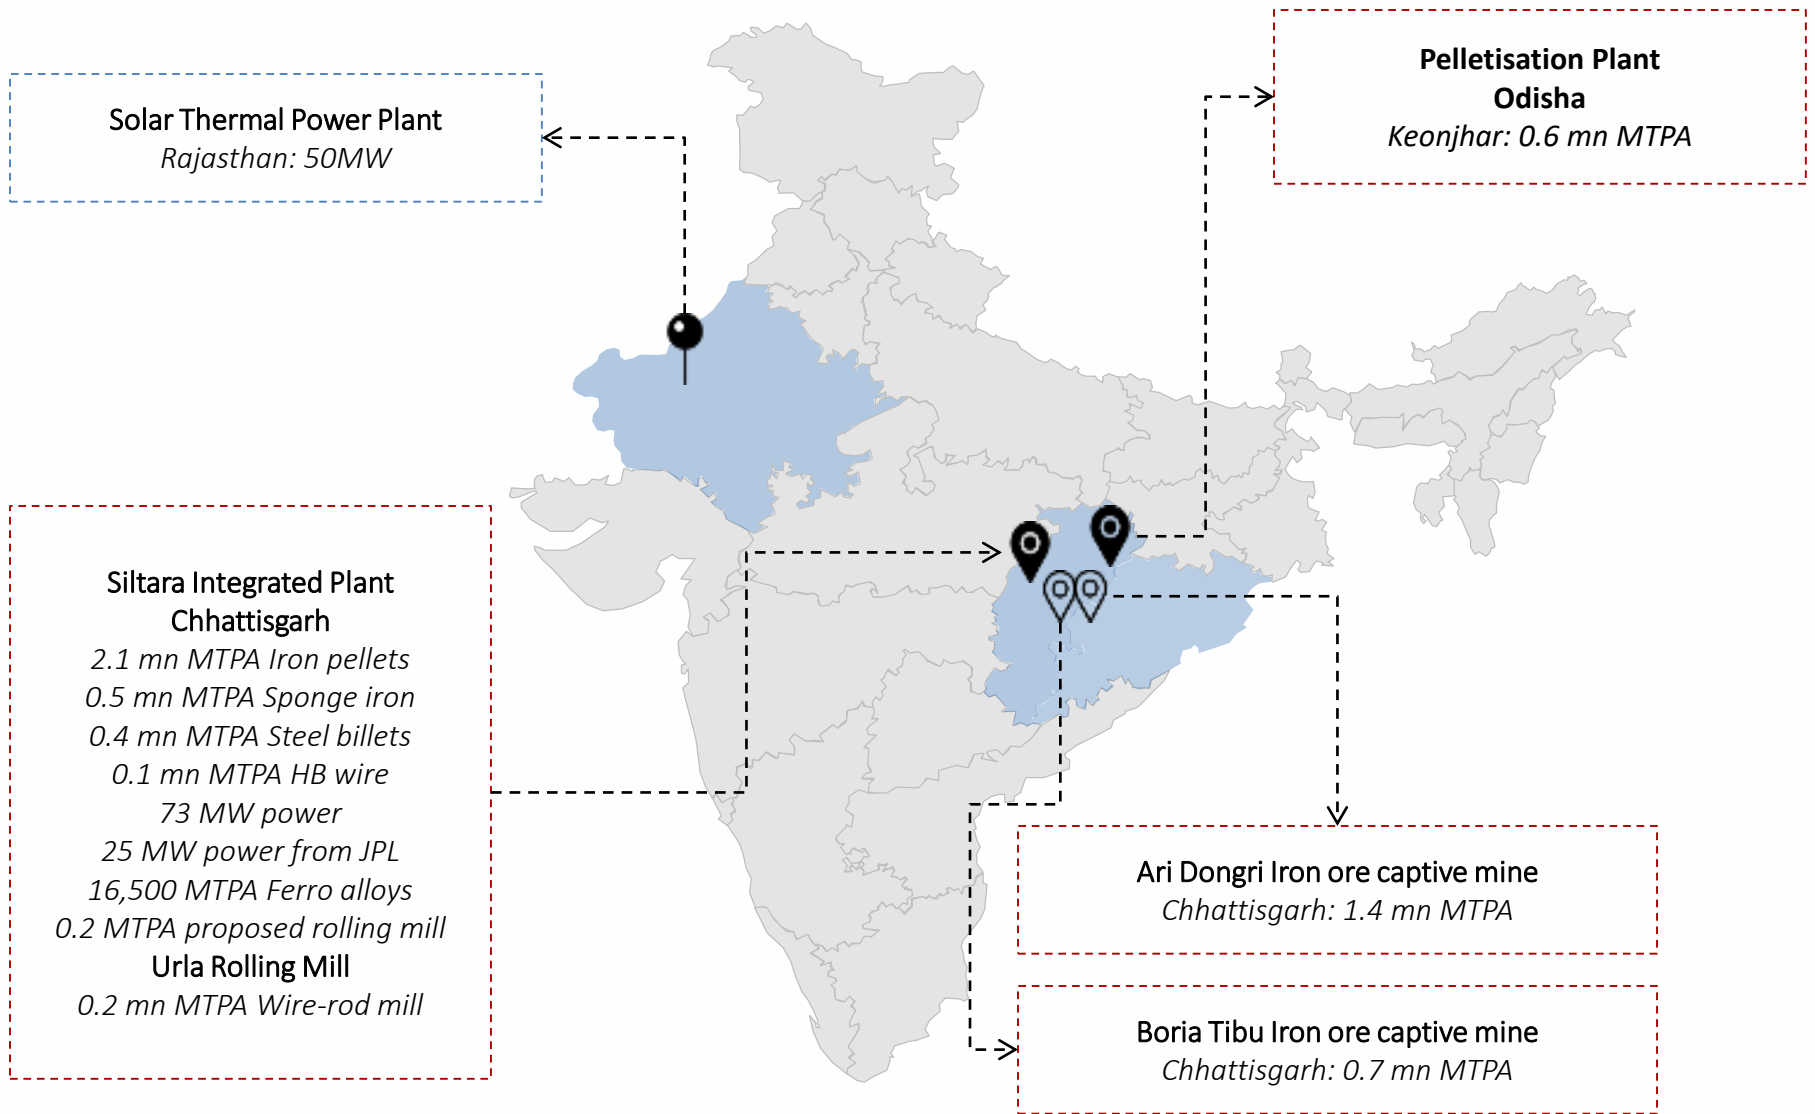 Solar Thermal Power Plant
Rajasthan: 50MW
Pelletisation Plant
Odisha
Keonjhar: 0.6 mn MTPA
Siltara Integrated Plant
Chhattisgarh
2.1 mn MTPA Iron pellets
0.5 mn MTPA Sponge iron
0.4 mn MTPA Steel billets
0.1 mn MTPA HB wire
73 MW power
25 MW power from JPL
16,500 MTPA Ferro alloys
0.2 MTPA proposed rolling mill
Urla Rolling Mill
0.2 mn MTPA Wire-rod mill
Ari Dongri Iron ore captive mine
Chhattisgarh: 1.4 mn MTPA
Boria Tibu Iron ore captive mine
Chhattisgarh: 0.7 mn MTPA